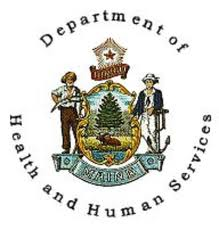 Department of
Health and Human Services
DIRIGO
MAINE